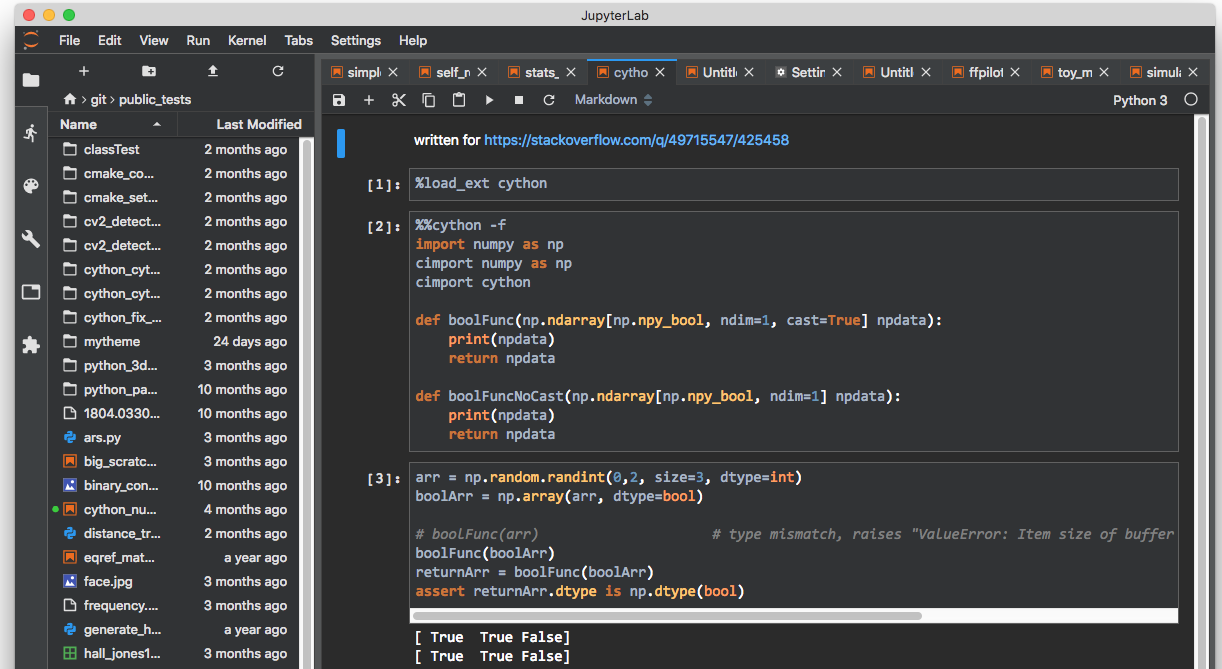 JupyterLab
File Edit View Run Kernel Tabs Settings Help
simpl self_r stats_ cytho Untitl Settin Untitl ffpilot toy_m simula
Markdown
Python 3
git > public_tests
Name Last Modified
classTest 2 months ago
cmake_co... 2 months ago
cmake_set... 2 months ago
cv2_detect... 2 months ago
cv2_detect... 2 months ago
cython_cyt... 2 months ago
cython_cyt... 2 months ago
cython_fix_... 2 months ago
mytheme 24 days ago
python_3d... 3 months ago
python_pa... 10 months ago
1804.0330... 10 months ago
ars.py 3 months ago
big_scratc... 3 months ago
binary_con... 10 months ago
cython_nu... 4 months ago
distance_tr... 2 months ago
eqref_mat... a year ago
face.jpg 3 months ago
frequency.... 3 months ago
generate_h... a year ago
hall_jones1... 3 months ago
written for https://stackoverflow.com/q/49715547/425458
[1]: %load_ext cython
[2]: %%cython -f
import numpy as np
cimport numpy as np
cimport cython
def boolFunc(np.ndarray[np.npy_bool, ndim=1, cast=True] npdata):
    print(npdata)
    return npdata
def boolFuncNoCast(np.ndarray[np.npy_bool, ndim=1] npdata):
    print(npdata)
    return npdata
[3]: arr = np.random.randint(0,2, size=3, dtype=int)
boolArr = np.array(arr, dtype=bool)
# boolFunc(arr) # type mismatch, raises "ValueError: Item size of buffer
boolFunc(boolArr)
returnArr = boolFunc(boolArr)
assert returnArr.dtype is np.dtype(bool)
[ True  True False]
[ True  True False]